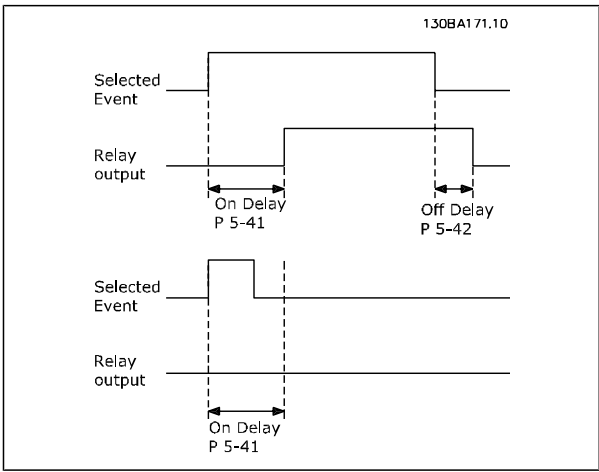 130BA171.10
Selected
Event
Relay
output
On Delay
P 5-41
Off Delay
P 5-42
Selected
Event
Relay
output
On Delay
P 5-41